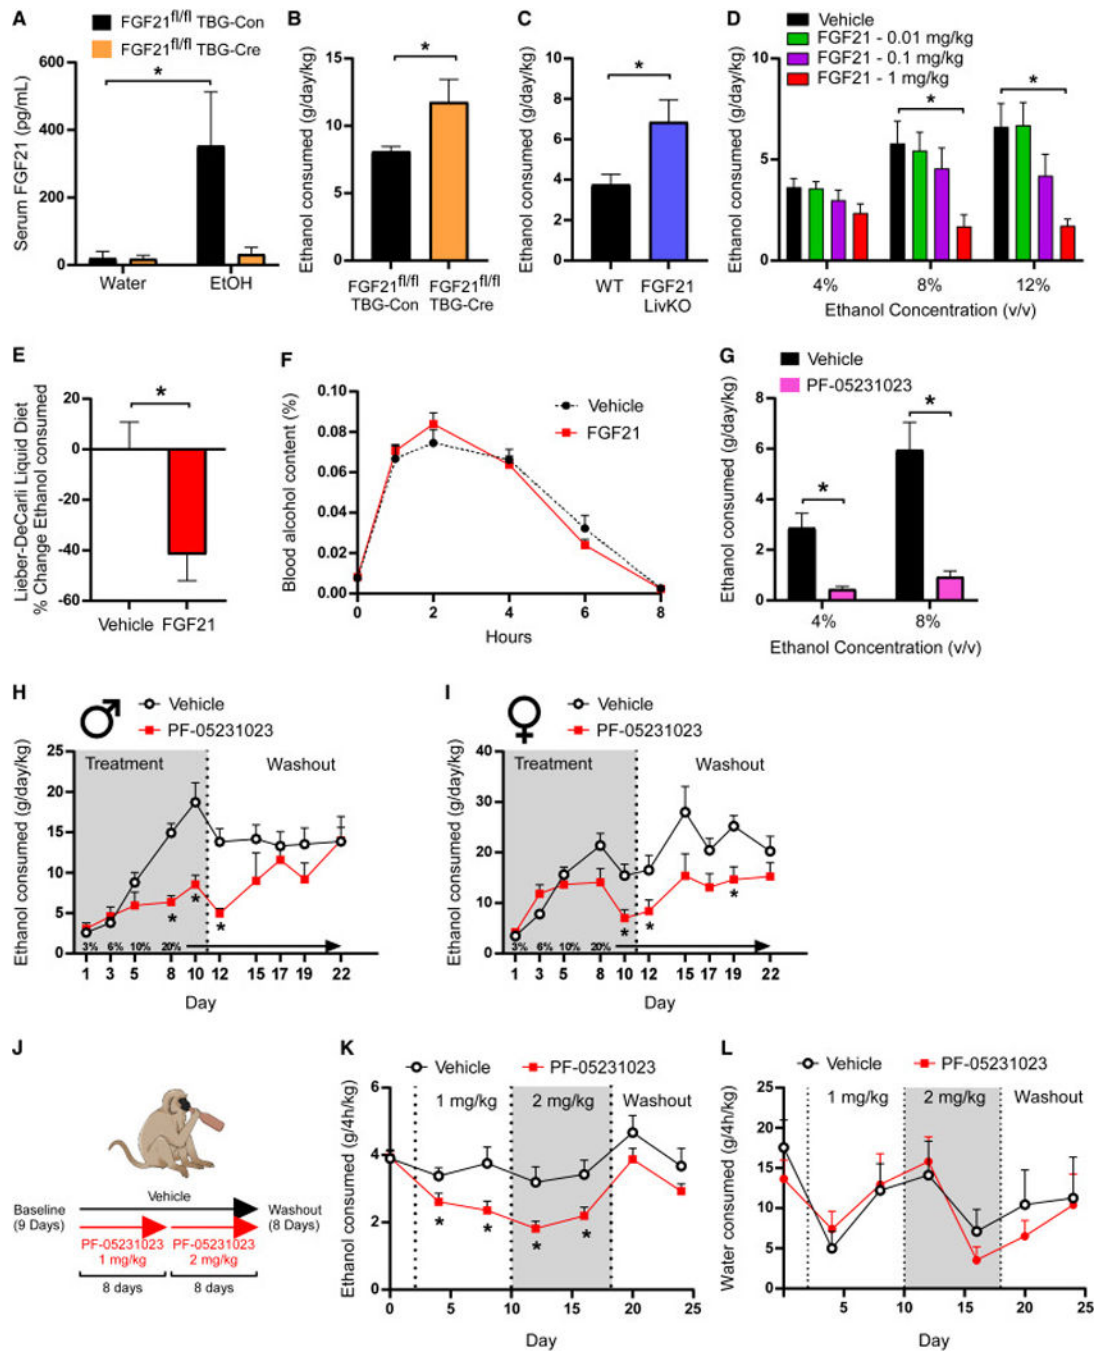 A
FGF21fl/fl TBG-Con
FGF21fl/fl TBG-Cre
Serum FGF21 (pg/mL)
600
400
200
0
*
Water
EtOH
B
Ethanol consumed (g/day/kg)
15
10
5
0
*
FGF21fl/fl TBG-Con
FGF21fl/fl TBG-Cre
C
Ethanol consumed (g/day/kg)
10
8
6
4
2
0
*
WT
FGF21 LivKO
D
Vehicle
FGF21 - 0.01 mg/kg
FGF21 - 0.1 mg/kg
FGF21 - 1 mg/kg
Ethanol consumed (g/day/kg)
10
5
0
*
*
4%
8%
12%
Ethanol Concentration (v/v)
E
Lieber-DeCarli Liquid Diet
% Change Ethanol consumed
20
0
-20
-40
-60
*
Vehicle
FGF21
F
Blood alcohol content (%)
0.10
0.08
0.06
0.04
0.02
0.00
Vehicle
FGF21
0
2
4
6
8
Hours
G
Vehicle
PF-05231023
Ethanol consumed (g/day/kg)
8
6
4
2
0
*
*
4%
8%
Ethanol Concentration (v/v)
H
Vehicle
PF-05231023
Ethanol consumed (g/day/kg)
25
20
15
10
5
0
Treatment
Washout
*
*
*
3% 6% 10% 20%
1 3 5 8 10 12 15 17 19 22
Day
I
Vehicle
PF-05231023
Ethanol consumed (g/day/kg)
40
30
20
10
0
Treatment
Washout
*
*
*
3% 6% 10% 20%
1 3 5 8 10 12 15 17 19 22
Day
J
Vehicle
Baseline
(9 Days)
Washout
(8 Days)
PF-05231023
1 mg/kg
PF-05231023
2 mg/kg
8 days
8 days
K
Vehicle
PF-05231023
Ethanol consumed (g/4h/kg)
6
4
2
0
1 mg/kg
2 mg/kg
Washout
*
*
*
*
0 5 10 15 20 25
Day
L
Vehicle
PF-05231023
Water consumed (g/4h/kg)
25
20
15
10
5
0
1 mg/kg
2 mg/kg
Washout
5 10 15 20 25
Day